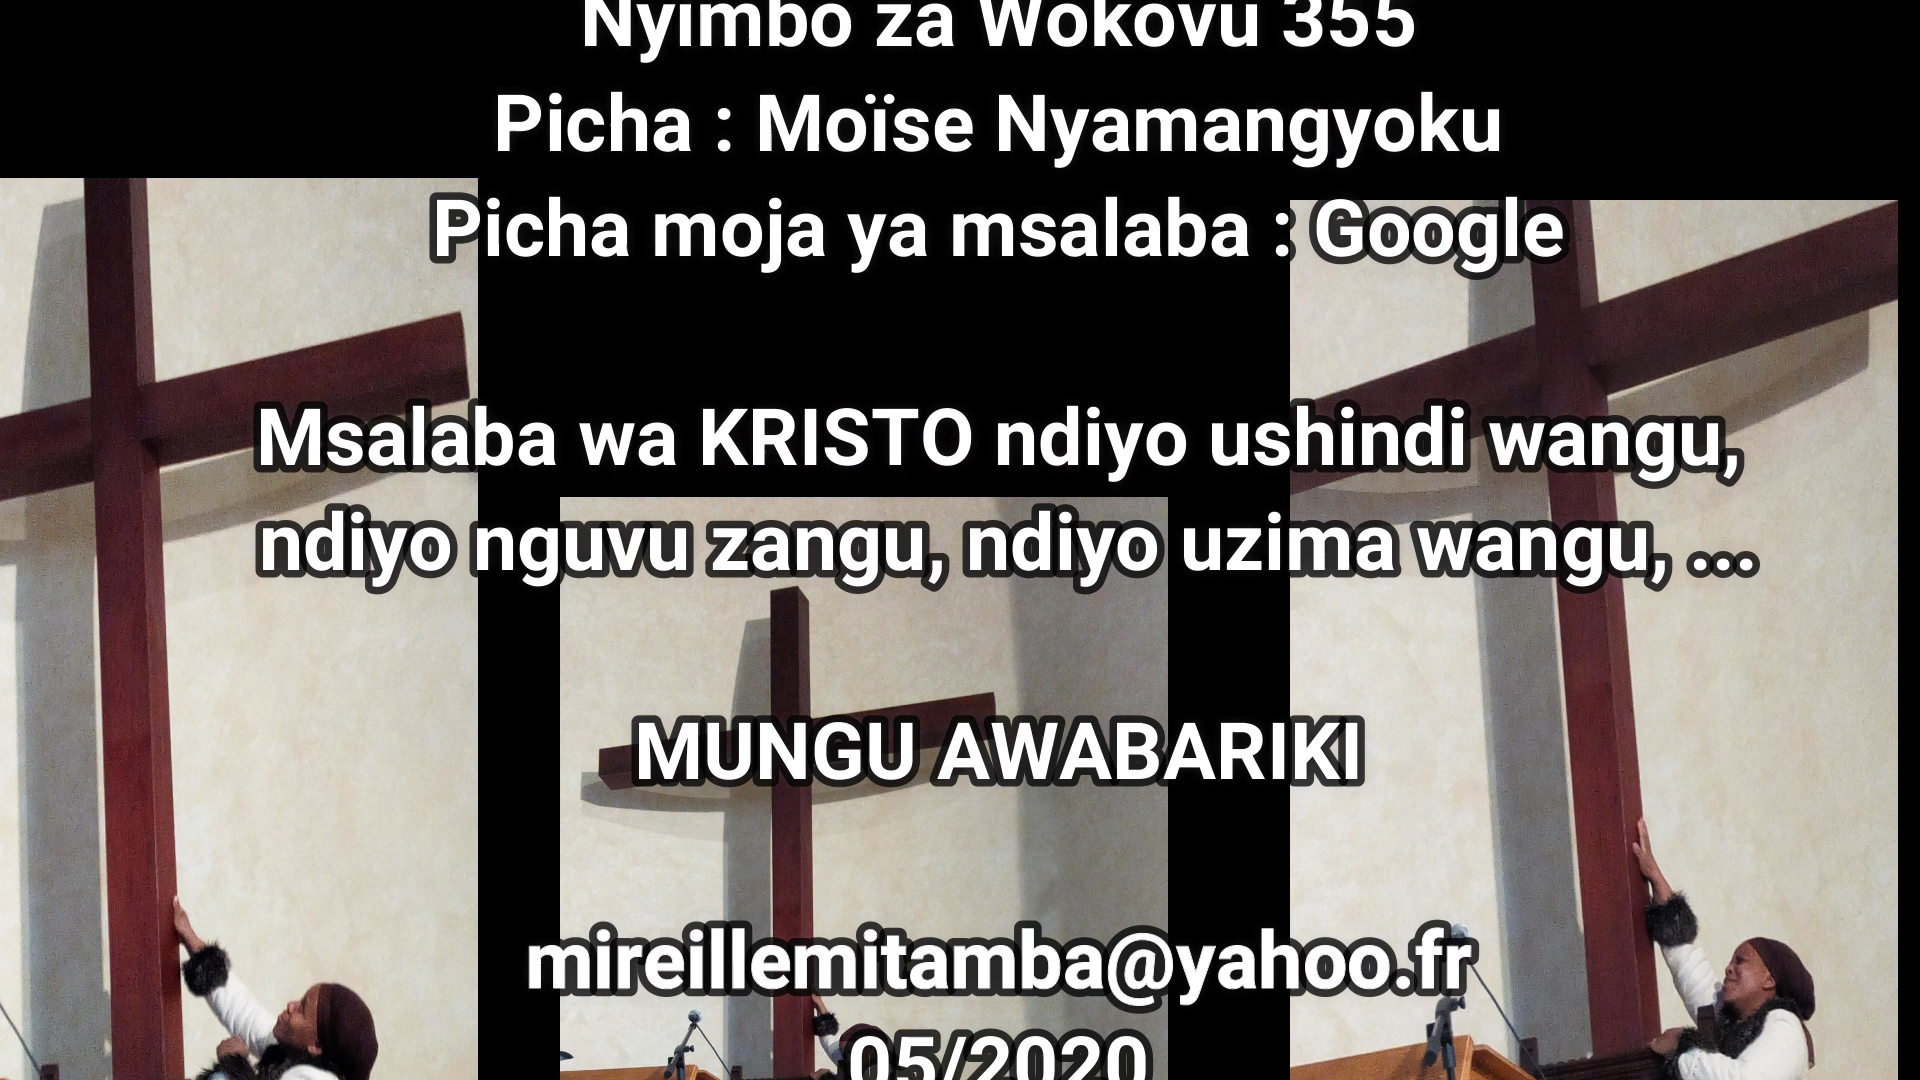 Nyimbo za Wokovu 355
Picha : Moïse Nyamangyoku
Picha moja ya msalaba : Google
Msalaba wa KRISTO ndiyo ushindi wangu,
ndiyo nguvu zangu, ndiyo uzima wangu, ...
MUNGU AWABARIKI
mireillemitamba@yahoo.fr
05/2020